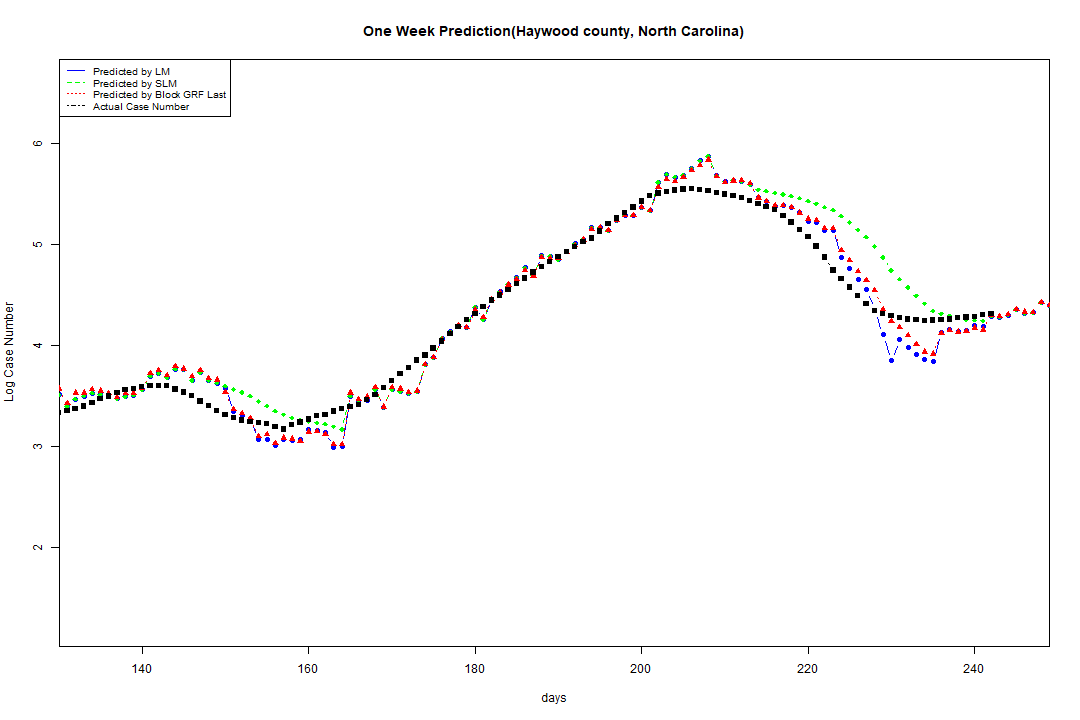 One Week Prediction(Haywood county, North Carolina)
Predicted by LM
Predicted by SLM
Predicted by Block GRF Last
Actual Case Number
6
5
4
3
2
Log Case Number
140 160 180 200 220 240
days